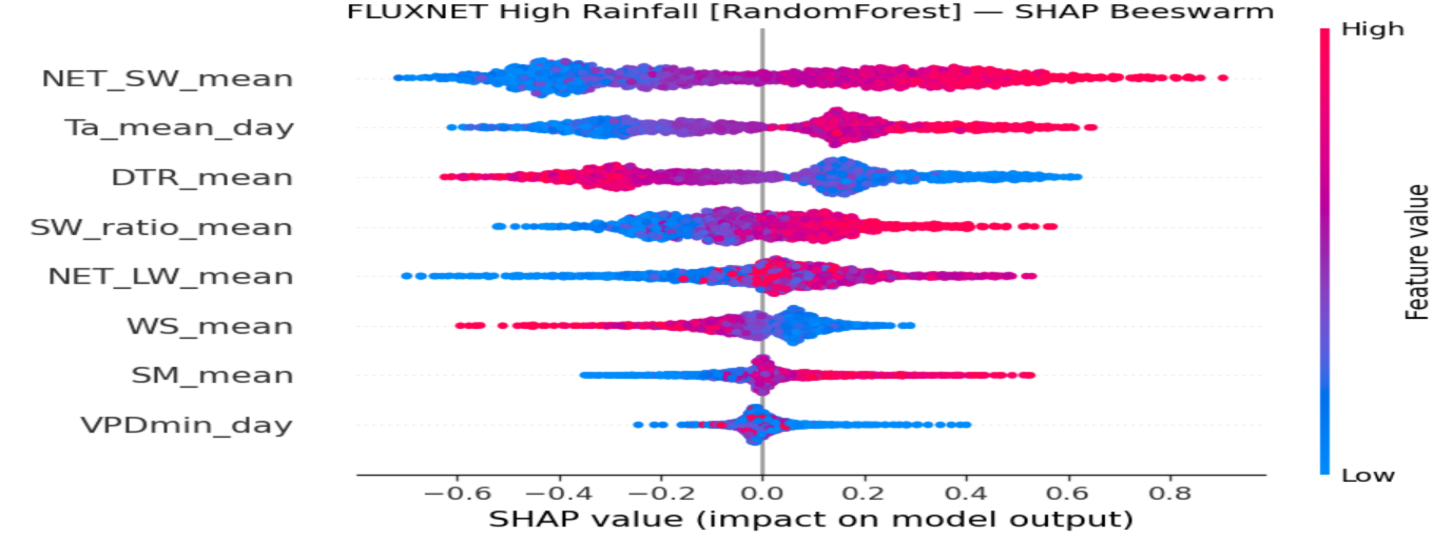 FLUXNET High Rainfall [RandomForest] — SHAP Beeswarm
High
NET_SW_mean
Ta_mean_day
DTR_mean
SW_ratio_mean
NET_LW_mean
WS_mean
SM_mean
VPDmin_day
Feature value
Low
−0.6 −0.4 −0.2 0.0 0.2 0.4 0.6 0.8
SHAP value (impact on model output)